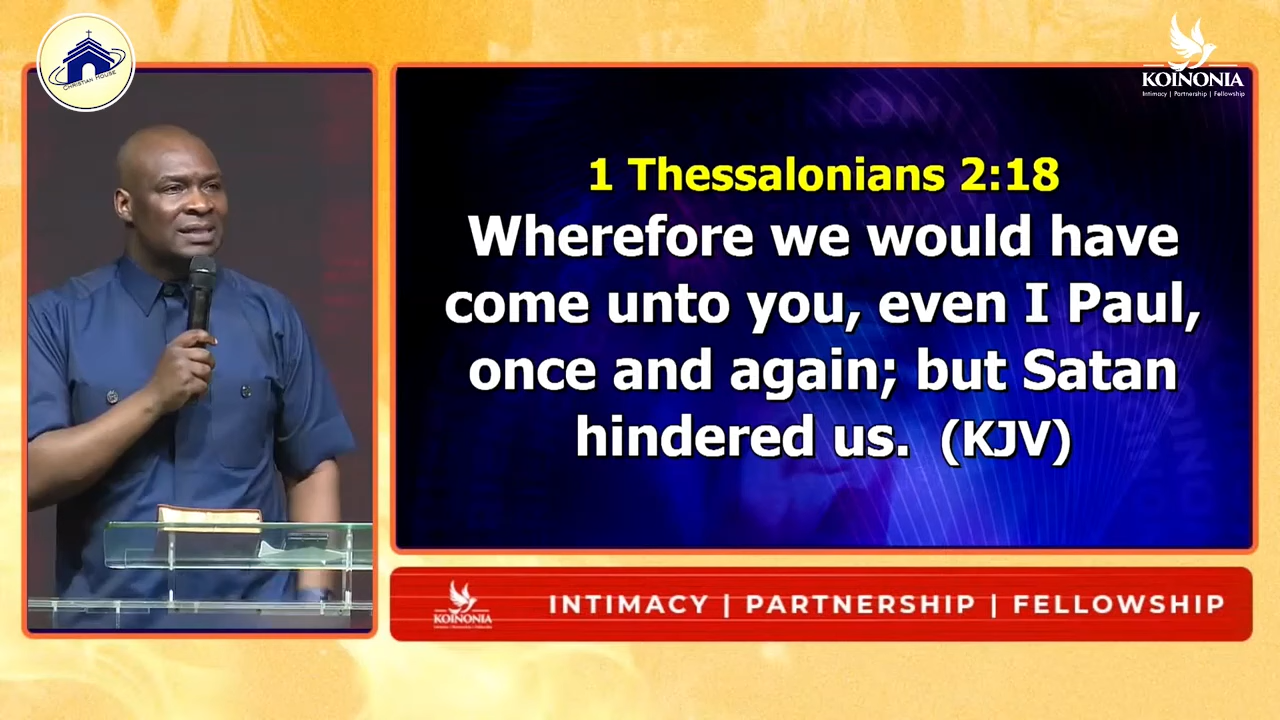 CHRISTIAN HOUSE
KOINONIA
Intimacy | Partnership | Fellowship
1 Thessalonians 2:18
Wherefore we would have
come unto you, even I Paul,
once and again; but Satan
hindered us. (KJV)
KOINONIA
INTIMACY | PARTNERSHIP | FELLOWSHIP